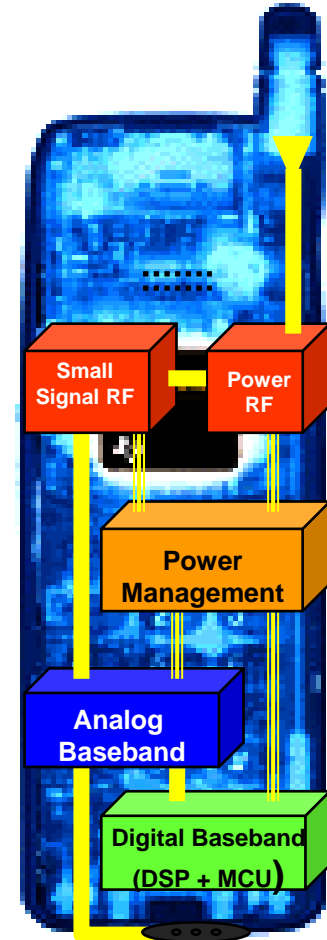 Small
Signal RF
Power
RF
Power
Management
Analog
Baseband
Digital Baseband
(DSP + MCU)